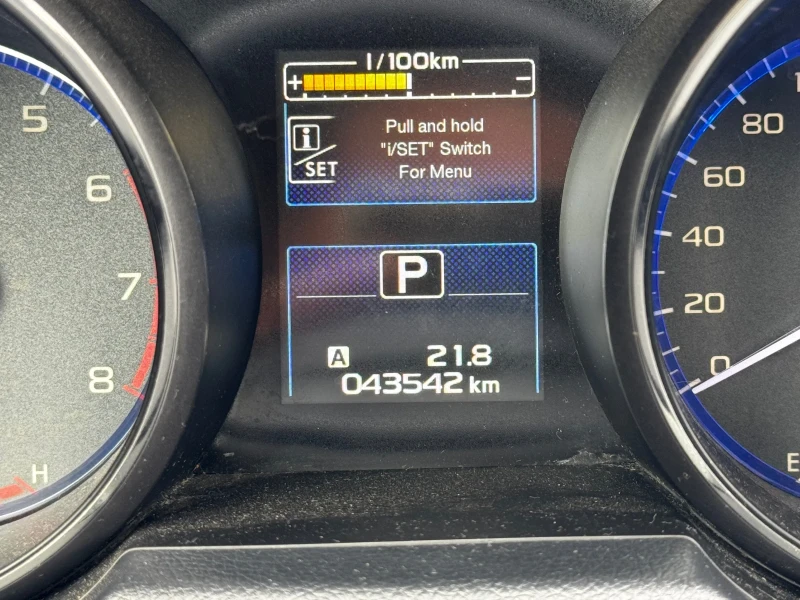 l/100km
+ -
i
SET
Pull and hold
"i/SET" Switch
For Menu
P
A 21.8
043542 km
5
6
7
8
H
80
60
40
20
0
E